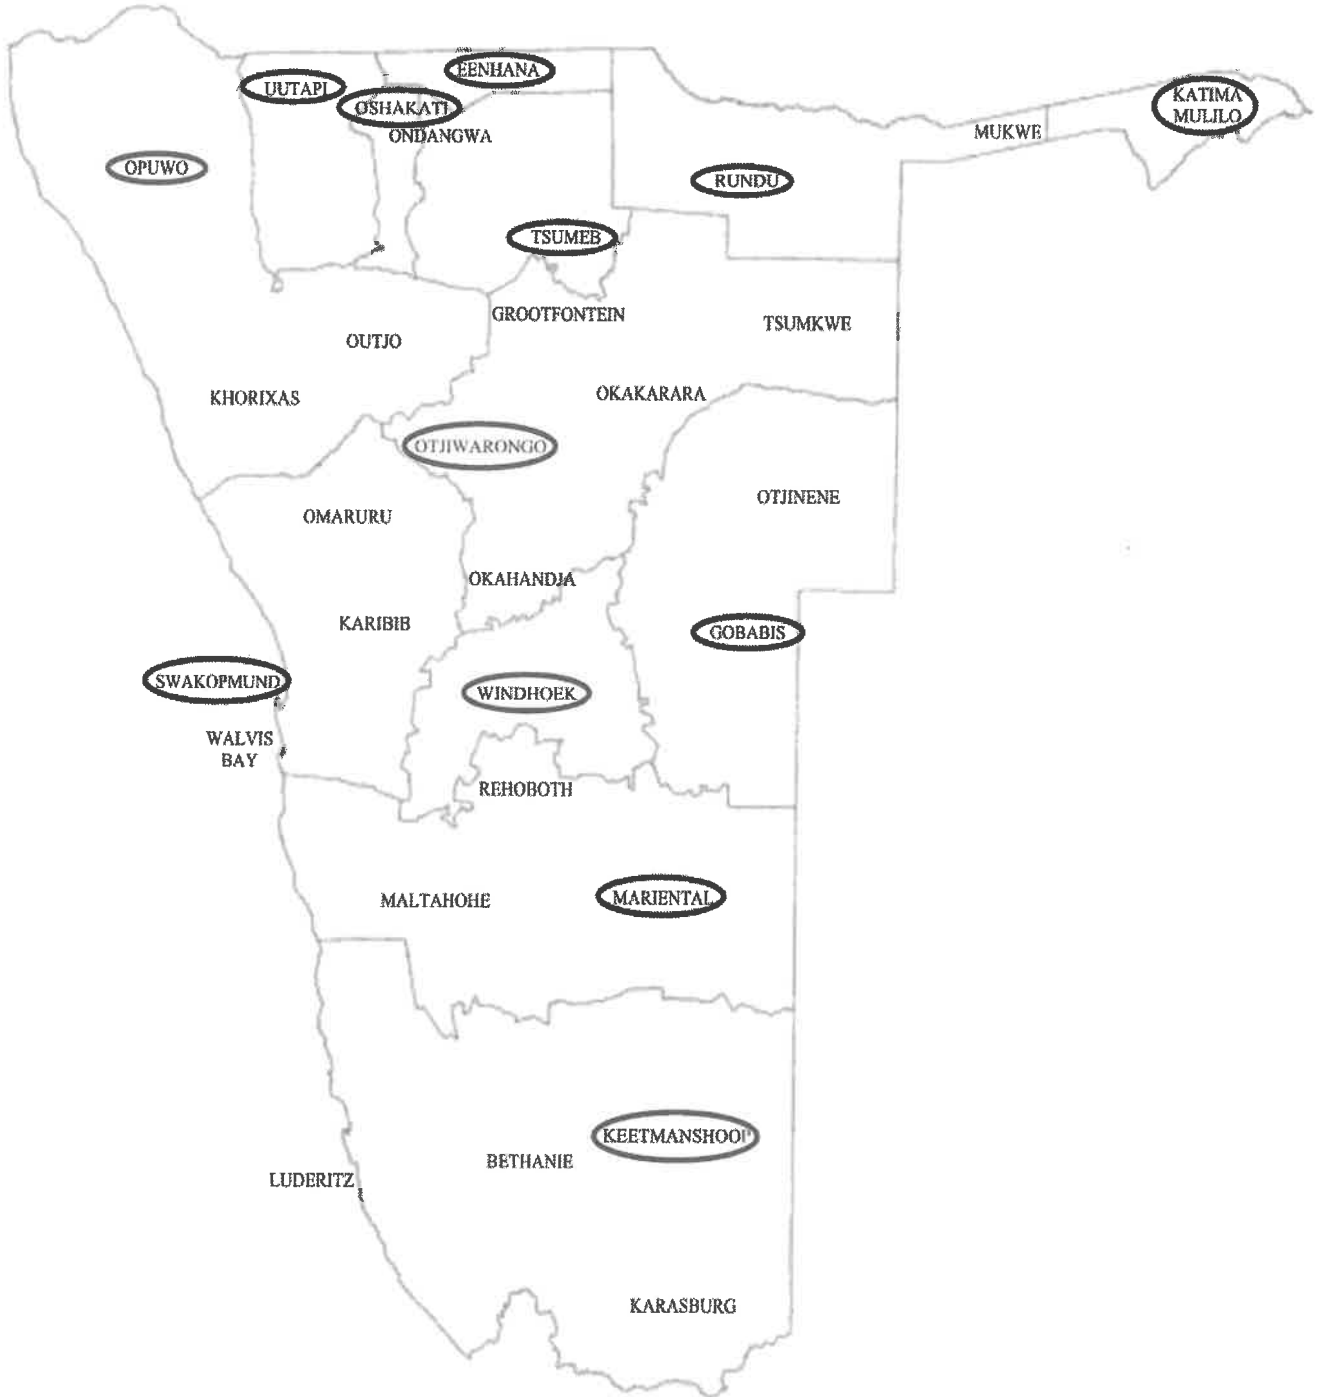 EENHANA
UUTAPI
OSHAKATI
ONDANGWA
KATIMA
MULILO
MUKWE
OPUWO
RUNDU
TSUMEB
GROOTFONTEIN
TSUMKWE
OUTJO
KHORIXAS
OKAKARARA
OTJIWARONGO
OTJINENE
OMARURU
OKAHANDJA
KARIBIB
GOBABIS
SWAKOPMUND
WINDHOEK
WALVIS
BAY
REHOBOTH
MALTAHOHE
MARIENTAL
KEETMANSHOOP
BETHANIE
LUDERITZ
KARASBURG